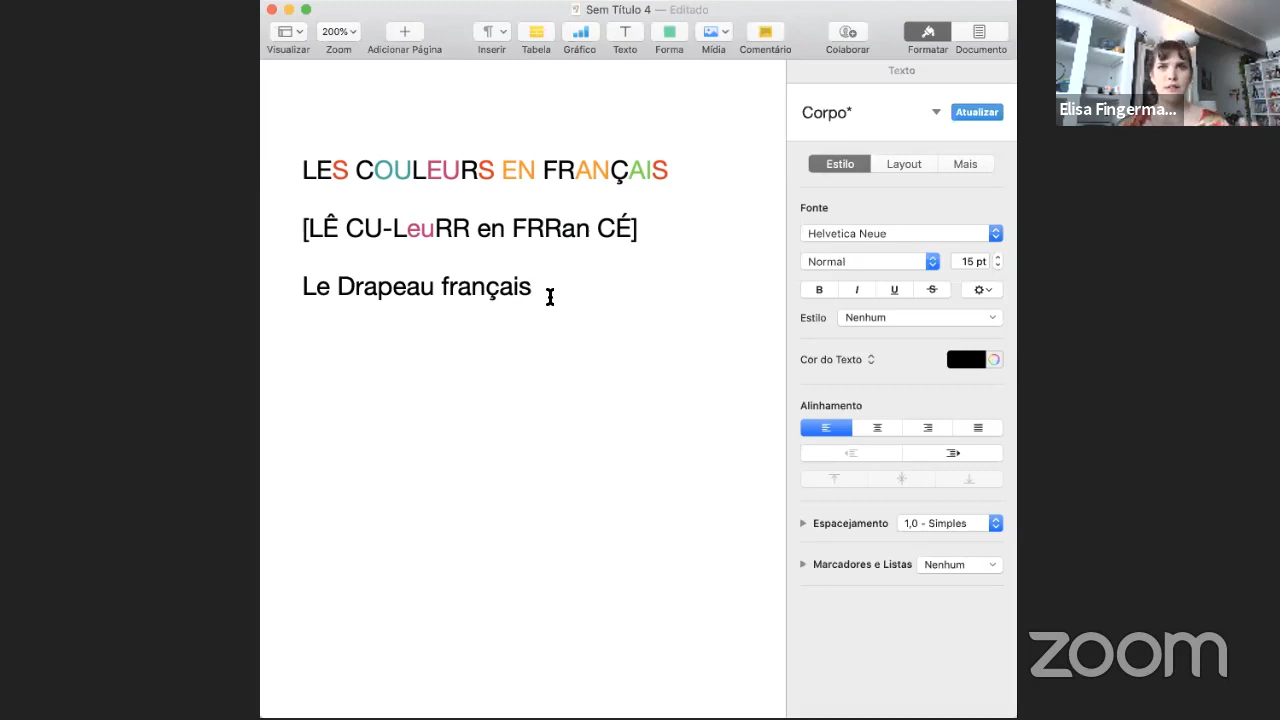 Sem Título 4 — Editado
Visualizar
200%
Zoom
Adicionar Página
Inserir
Tabela
Gráfico
Texto
Forma
Mídia
Comentário
Colaborar
Formatar
Documento
Texto
Corpo*
Atualizar
Estilo
Layout
Mais
Fonte
Helvetica Neue
Normal
15 pt
B I U S
Estilo
Nenhum
Cor do Texto
Alinhamento
Espacejamento
1,0 - Simples
Marcadores e Listas
Nenhum
LES COULEURS EN FRANÇAIS
[LÊ CU-LeuRR en FRRan CÉ]
Le Drapeau français
Elisa Fingerma...
zoom